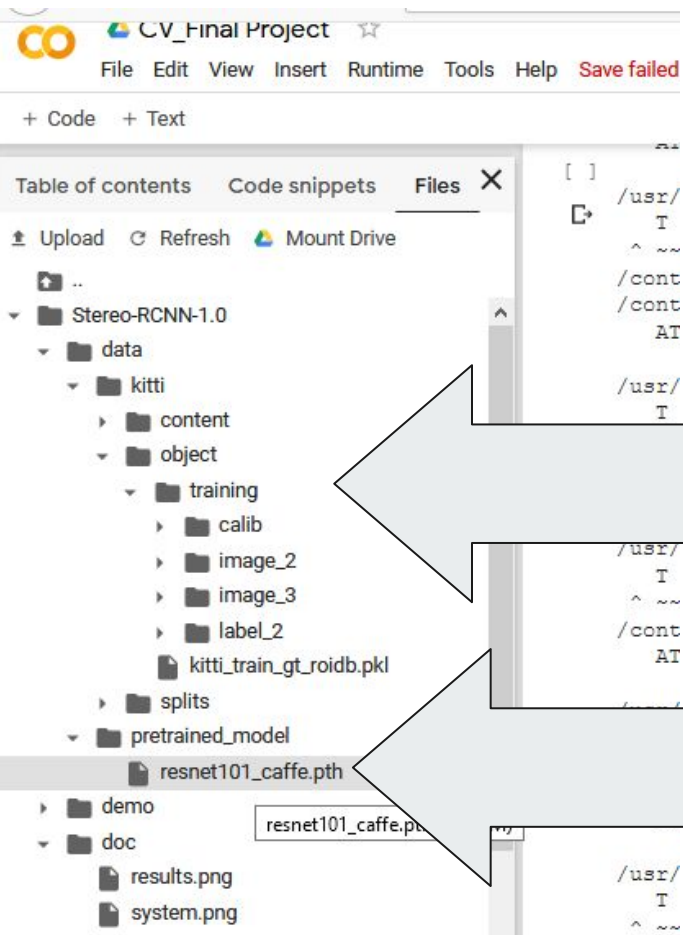 CV_Final Project
File Edit View Insert Runtime Tools Help Save failed
+ Code + Text
Table of contents Code snippets Files X
Upload Refresh Mount Drive
..
Stereo-RCNN-1.0
data
kitti
content
object
training
calib
image_2
image_3
label_2
kitti_train_gt_roidb.pkl
splits
pretrained_model
resnet101_caffe.pth
demo
resnet101_caffe.pt
doc
results.png
system.png
[ ]
/usr/
T
^ ~~
/cont
/cont
AT
/usr/
T
/usr/
T
^ ~~
/cont
AT
/usr/
T
^ ~~